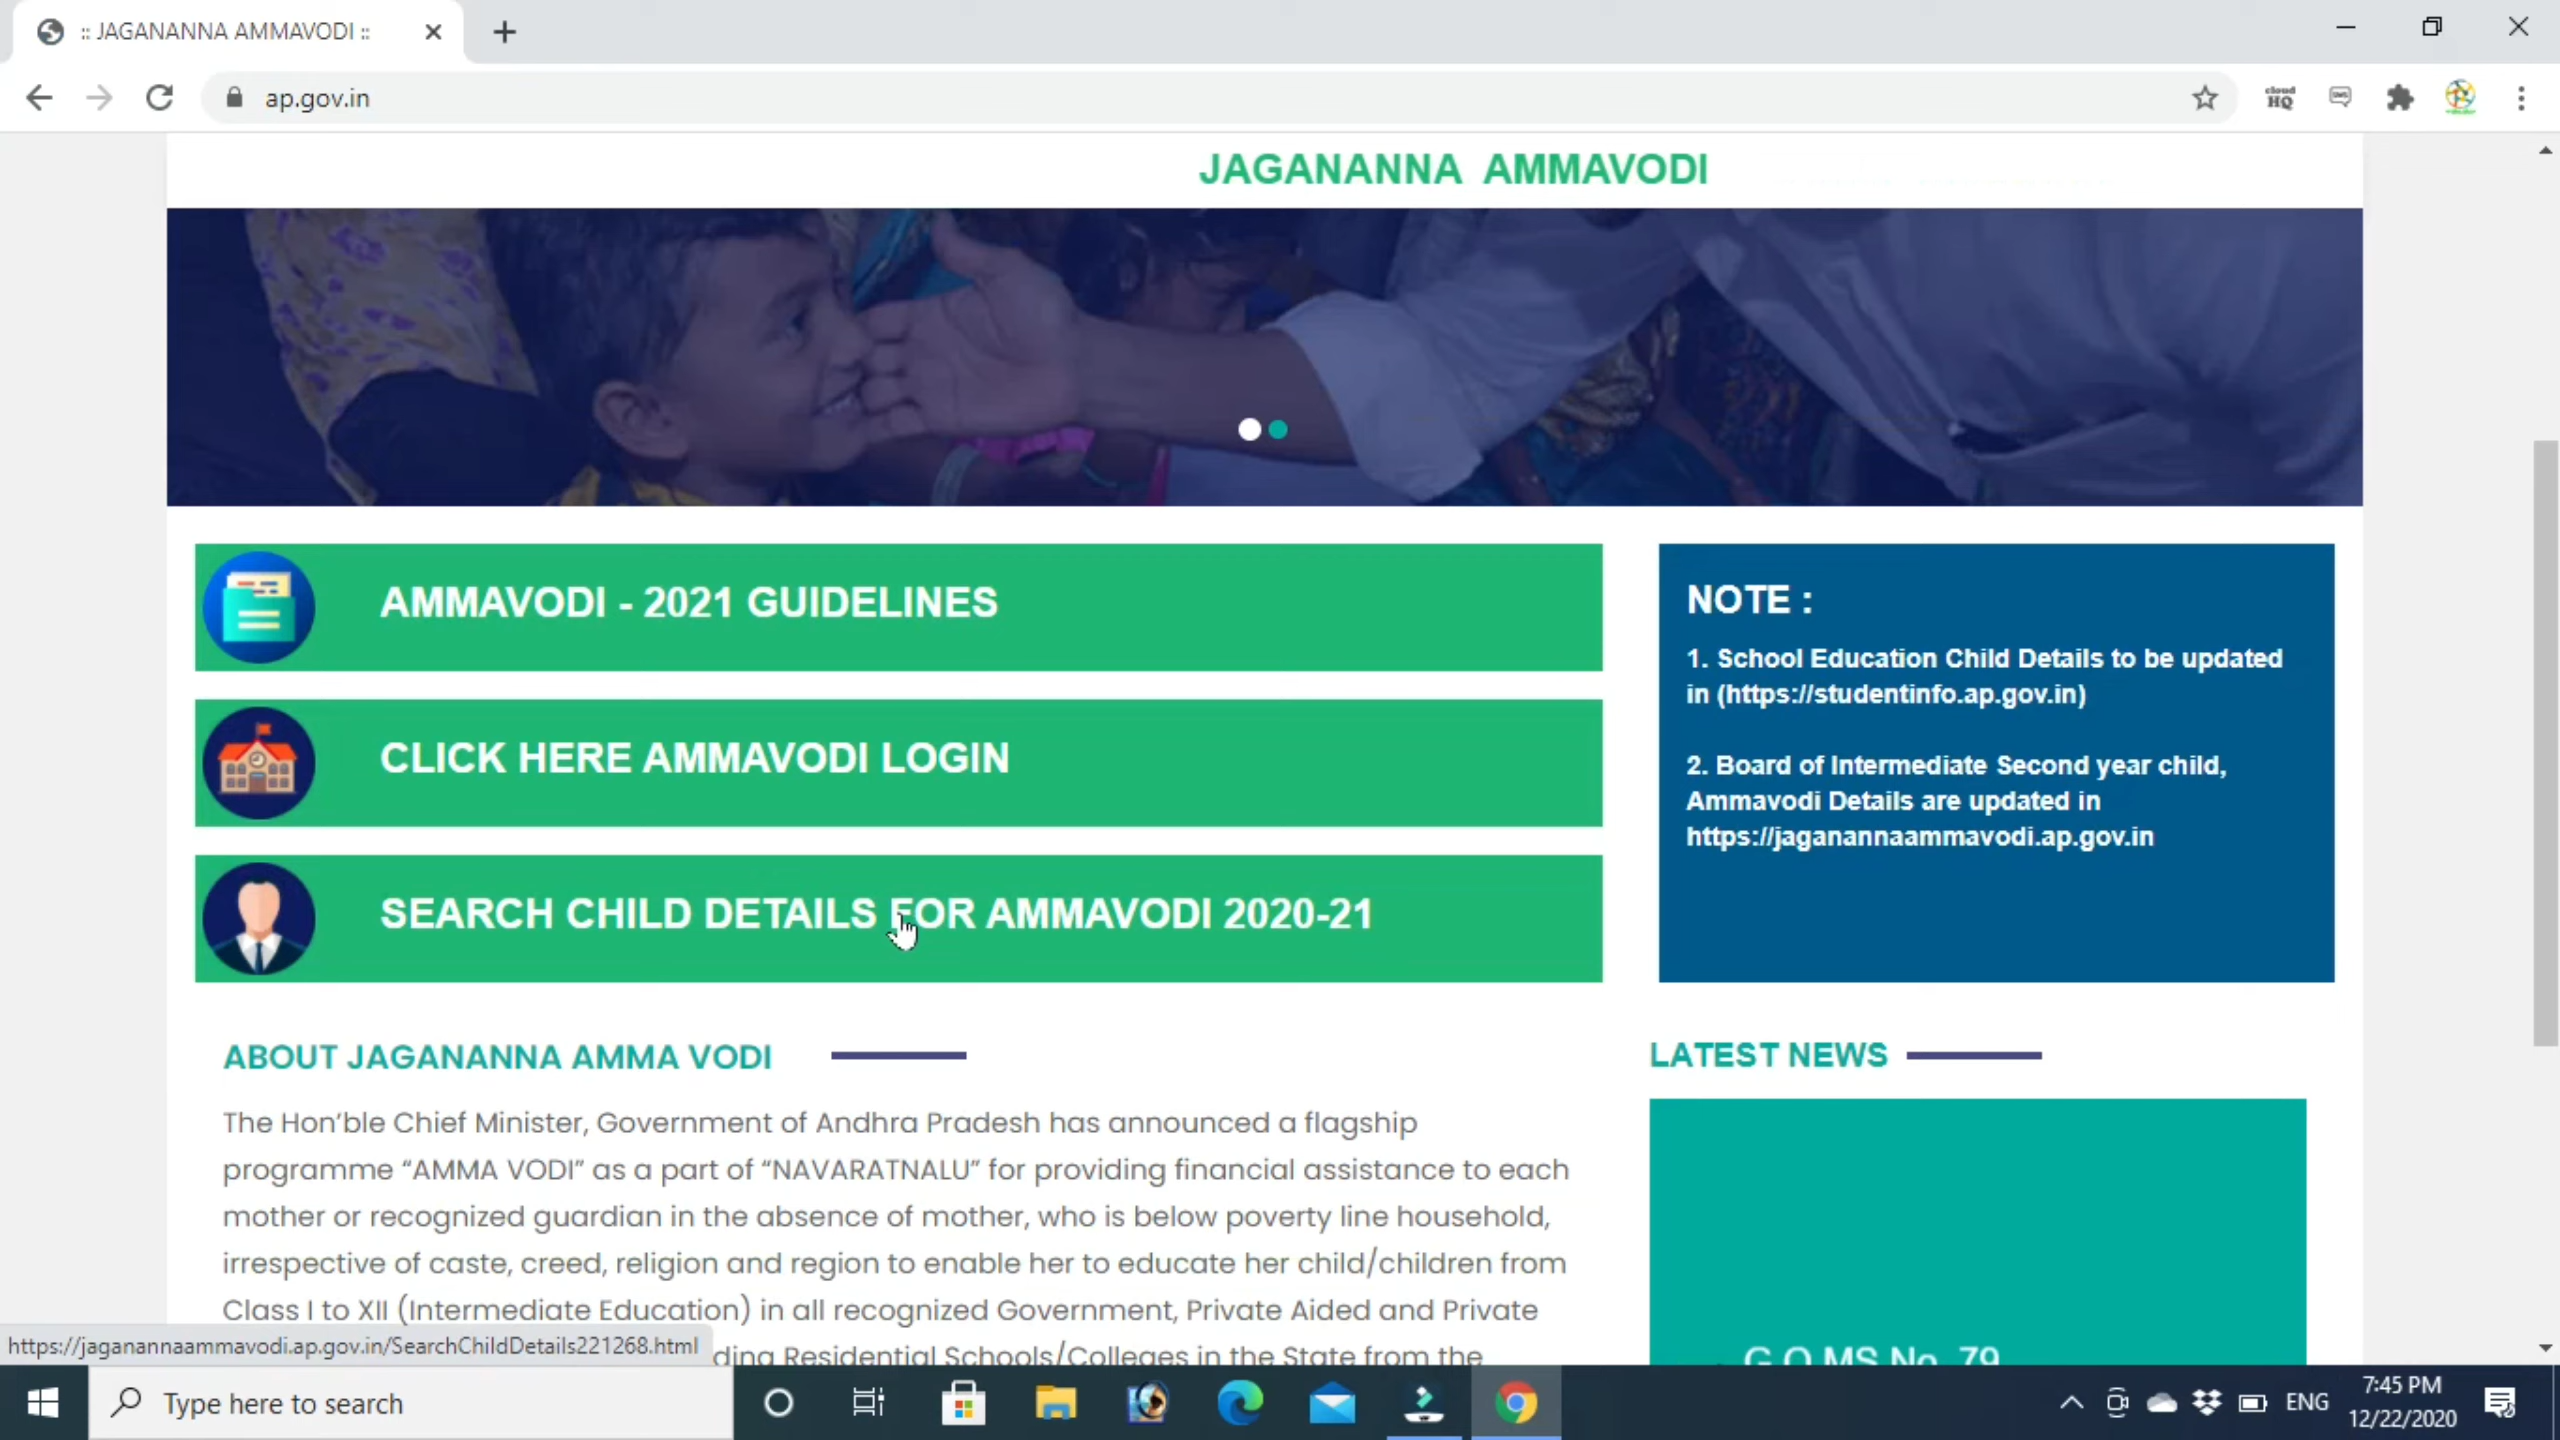 :: JAGANANNA AMMAVODI ::
ap.gov.in
cloud HQ
JAGANANNA AMMAVODI
AMMAVODI - 2021 GUIDELINES
CLICK HERE AMMAVODI LOGIN
SEARCH CHILD DETAILS FOR AMMAVODI 2020-21
NOTE :
1. School Education Child Details to be updated
in (https://studentinfo.ap.gov.in)
2. Board of Intermediate Second year child,
Ammavodi Details are updated in
https://jaganannaammavodi.ap.gov.in
ABOUT JAGANANNA AMMA VODI
The Hon’ble Chief Minister, Government of Andhra Pradesh has announced a flagship
programme “AMMA VODI” as a part of “NAVARATNALU” for providing financial assistance to each
mother or recognized guardian in the absence of mother, who is below poverty line household,
irrespective of caste, creed, religion and region to enable her to educate her child/children from
Class I to XII (Intermediate Education) in all recognized Government, Private Aided and Private
ding Residential Schools/Colleges in the State from the
LATEST NEWS
G.O.MS No. 79
https://jaganannaammavodi.ap.gov.in/SearchChildDetails221268.html
Type here to search
ENG
7:45 PM
12/22/2020